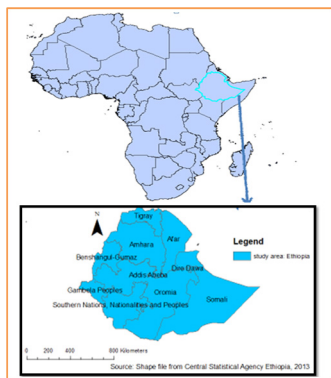 N
Tigray
Amhara
Afar
Benshangul-Gumaz
Dire Dawa
Addis Ababa
Gambela Peoples
Oromia
Southern Nations, Nationalities and Peoples
Somali
Legend
study area: Ethiopia
0 200 400 800 Kilometers
Source: Shape file from Central Statistical Agency Ethiopia, 2013